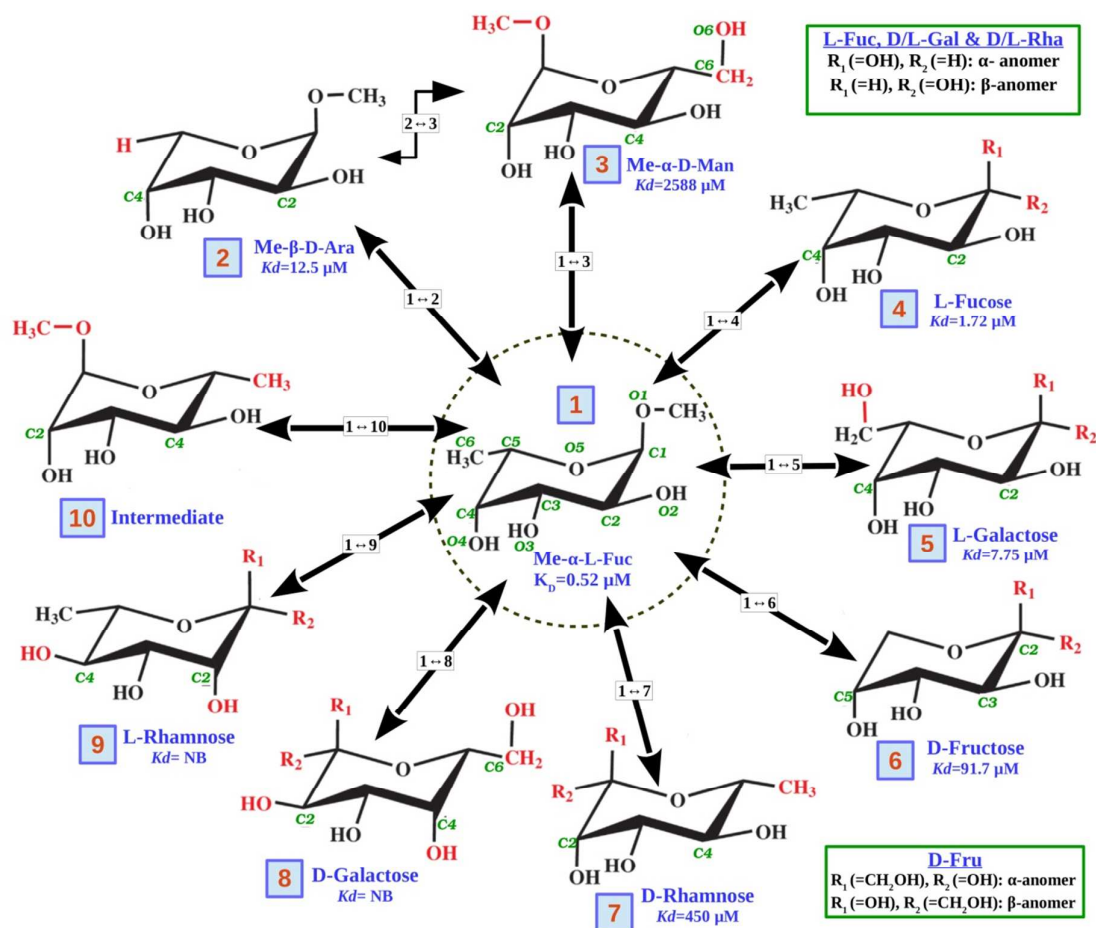 L-Fuc, D/L-Gal & D/L-Rha
R₁(=OH), R₂(=H): α- anomer
R₁(=H), R₂(=OH): β-anomer
H₃C—O
O6 OH
C6 CH₂
O
OH
C2
OH
HO
C4
3 Me-α-D-Man
Kd=2588 μM
2↔3
O—CH₃
H
O
C4
OH
C2
HO
OH
2 Me-β-D-Ara
Kd=12.5 μM
1↔2
1↔3
1↔4
R₁
R₂
H₃C
O
C4
OH
HO
C2
OH
4 L-Fucose
Kd=1.72 μM
H₃C—O
O
CH₃
C2
OH
C4
HO
OH
10 Intermediate
1↔10
1
O1
O—CH₃
C6
H₃C
C5
O5
C1
C3
OH
O2
C4
HO
O3
C2
O4
OH
Me-α-L-Fuc
K_D=0.52 μM
1↔5
HO
H₂C
R₁
R₂
O
C4
OH
C2
HO
OH
5 L-Galactose
Kd=7.75 μM
1↔9
R₁
R₂
H₃C
O
HO
C4
C2
HO
OH
9 L-Rhamnose
Kd= NB
1↔8
R₁
R₂
OH
CH₂
C6
O
HO
C2
C4
HO
OH
8 D-Galactose
Kd= NB
1↔7
R₁
R₂
O
CH₃
C2
OH
C4
HO
OH
7 D-Rhamnose
Kd=450 μM
1↔6
R₁
R₂
O
C2
C5
OH
C3
HO
OH
6 D-Fructose
Kd=91.7 μM
D-Fru
R₁(=CH₂OH), R₂(=OH): α-anomer
R₁(=OH), R₂(=CH₂OH): β-anomer